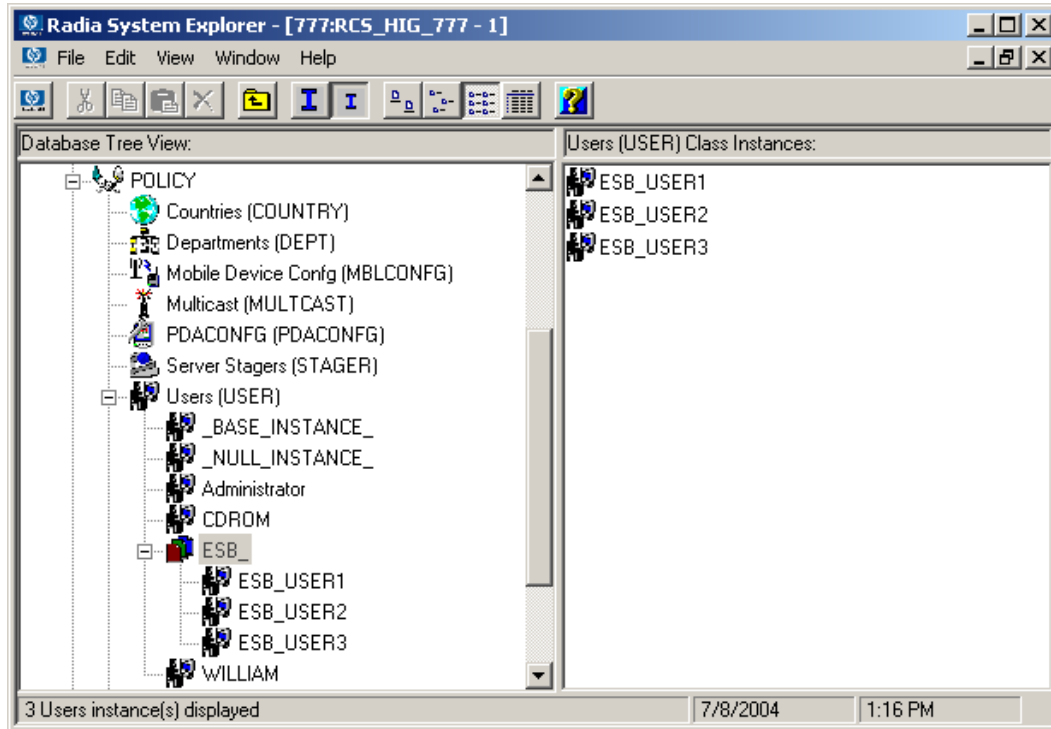 Radia System Explorer - [777:RCS_HIG_777 - 1]
File Edit View Window Help
Database Tree View:
Users (USER) Class Instances:
POLICY
Countries (COUNTRY)
Departments (DEPT)
Mobile Device Confg (MBLCONFG)
Multicast (MULTCAST)
PDACONFG (PDACONFG)
Server Stagers (STAGER)
Users (USER)
_BASE_INSTANCE_
_NULL_INSTANCE_
Administrator
CDROM
ESB_
ESB_USER1
ESB_USER2
ESB_USER3
WILLIAM
ESB_USER1
ESB_USER2
ESB_USER3
3 Users instance(s) displayed
7/8/2004
1:16 PM